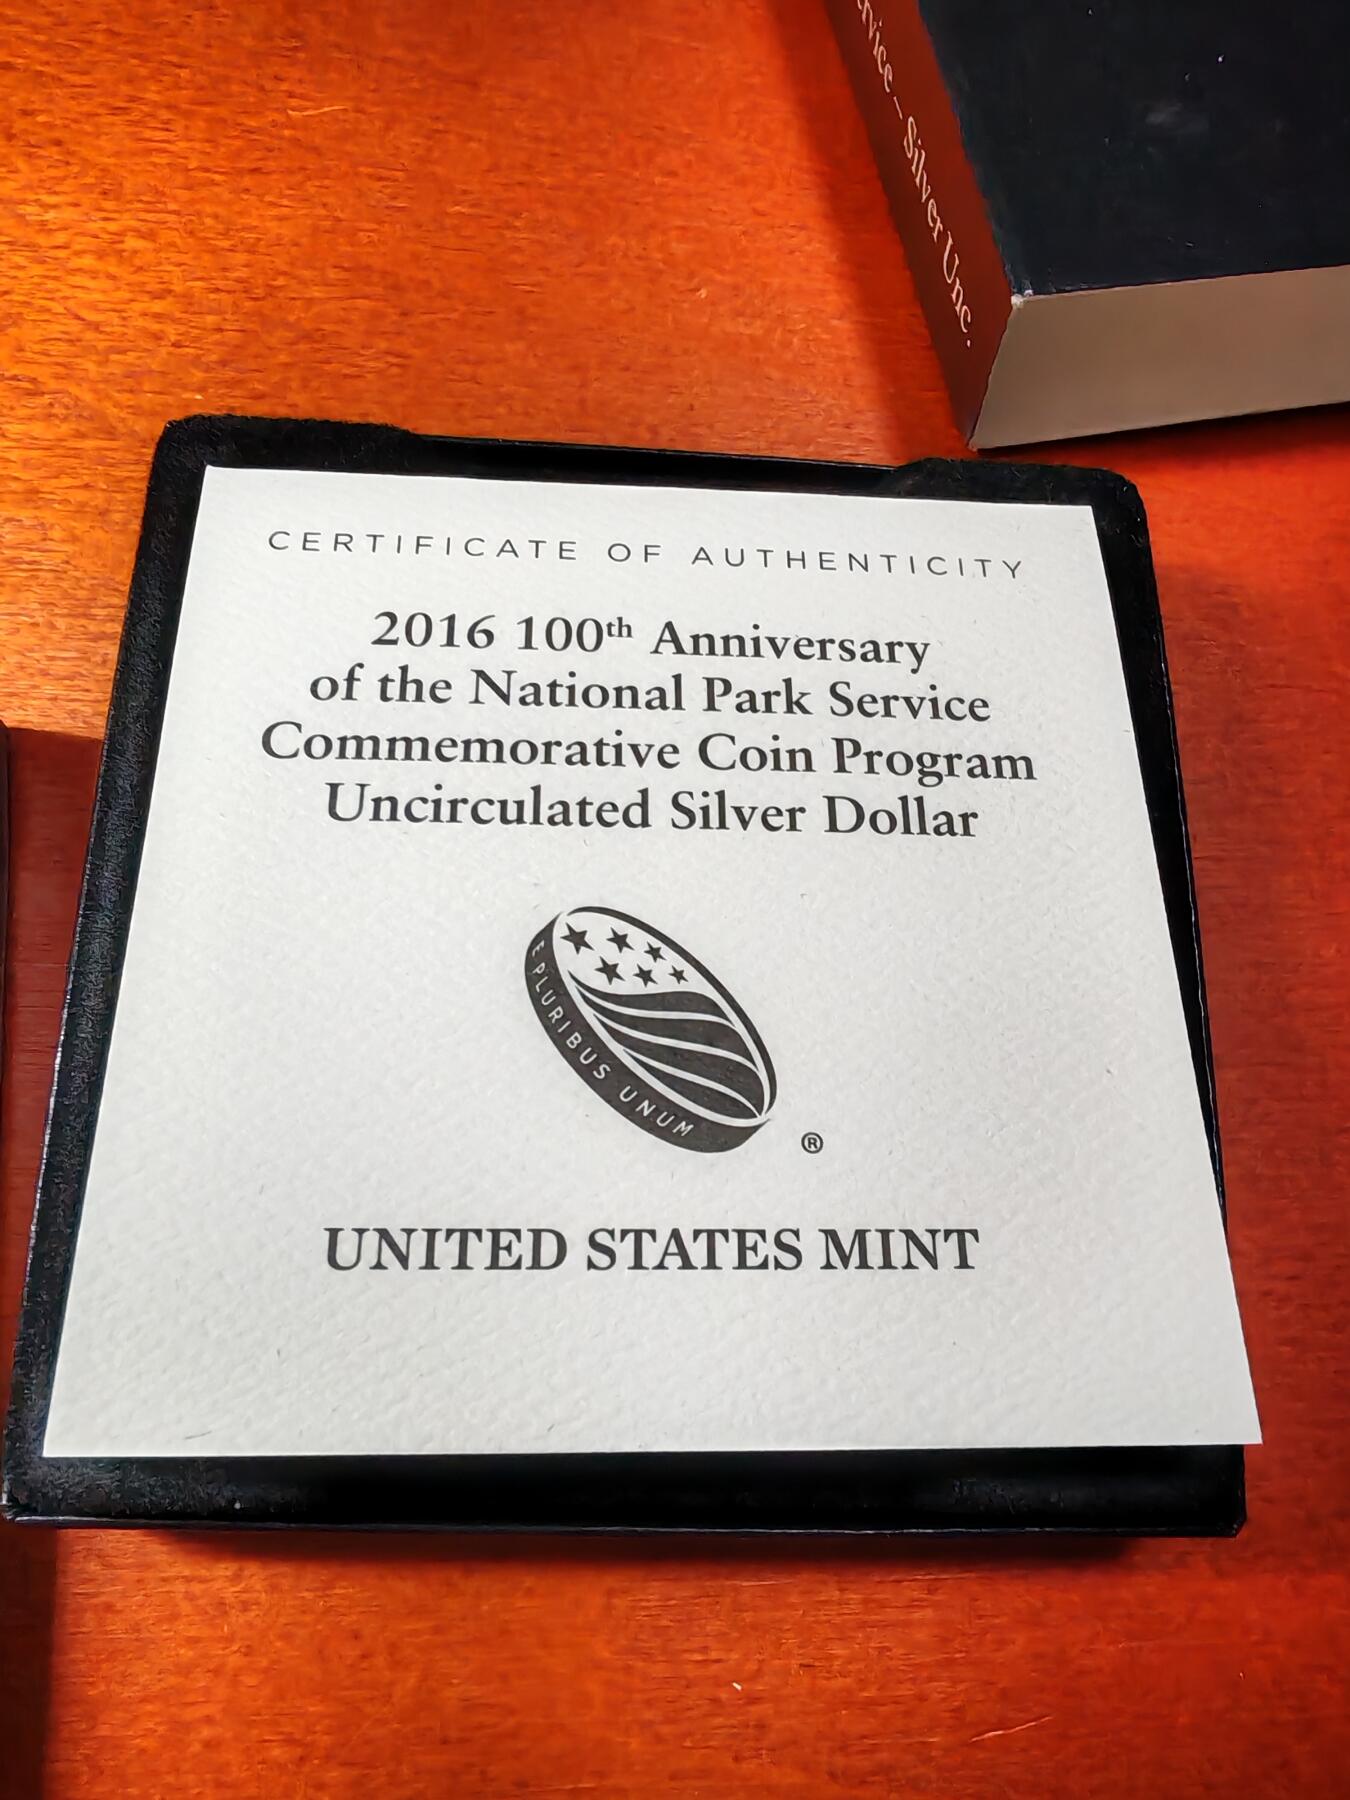 Service – Silver Unc.
CERTIFICATE OF AUTHENTICITY
2016 100th Anniversary
of the National Park Service
Commemorative Coin Program
Uncirculated Silver Dollar
E PLURIBUS UNUM
®
UNITED STATES MINT